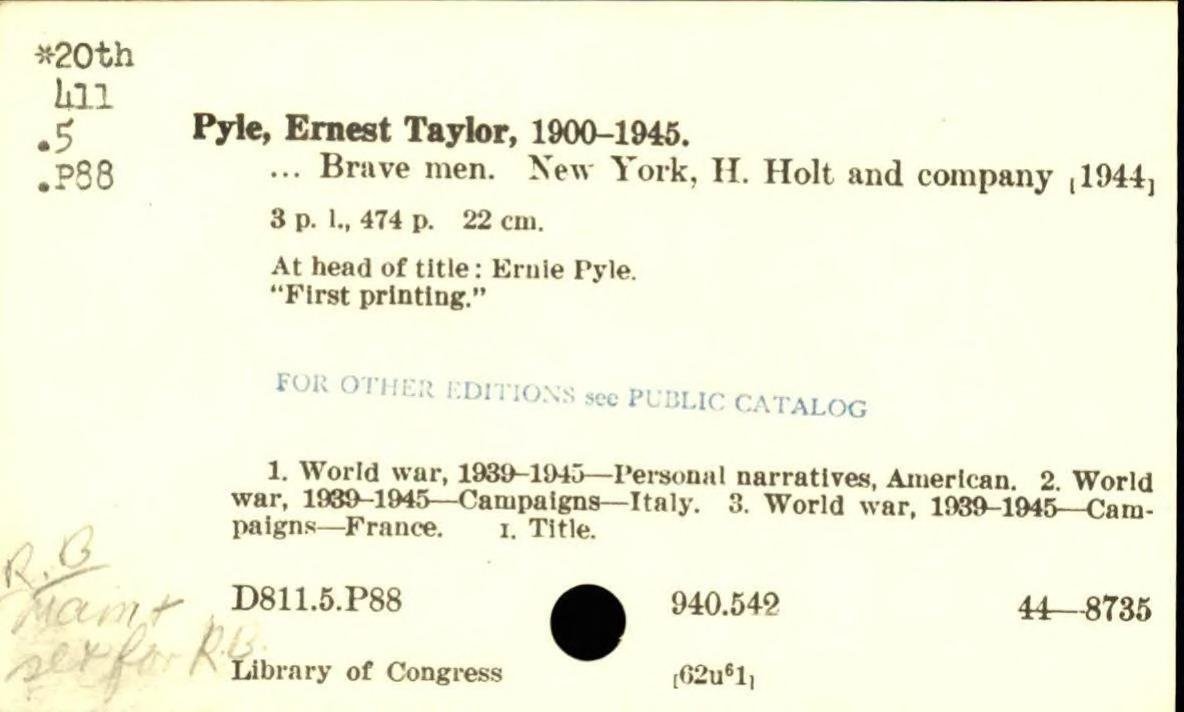 *20th
411
.5
.P88
Pyle, Ernest Taylor, 1900–1945.
... Brave men. New York, H. Holt and company [1944]
3 p. l., 474 p. 22 cm.
At head of title: Ernie Pyle.
"First printing."
FOR OTHER EDITIONS see PUBLIC CATALOG
1. World war, 1939–1945—Personal narratives, American. 2. World
war, 1939–1945—Campaigns—Italy. 3. World war, 1939–1945—Cam-
paigns—France. I. Title.
R.B
main +
set for R.B.
D811.5.P88 940.542 44—8735
Library of Congress [62u⁶1]